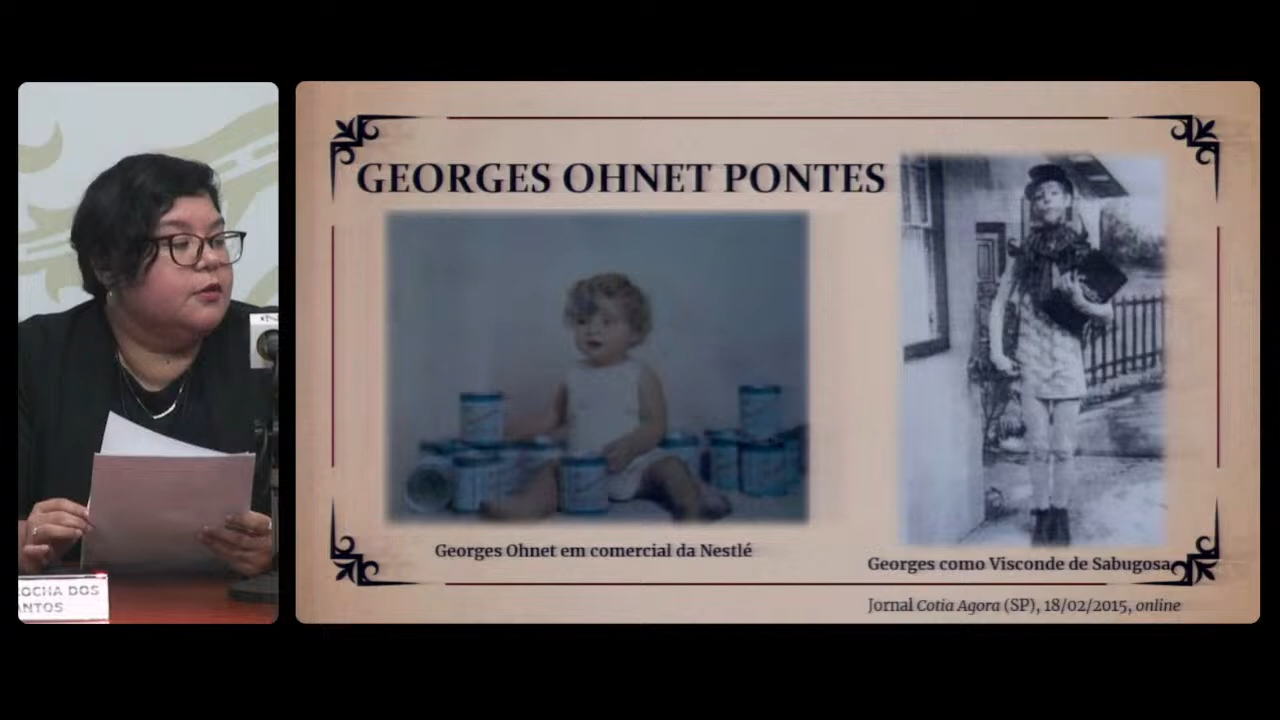 GEORGES OHNET PONTES
Georges Ohnet em comercial da Nestlé
Georges como Visconde de Sabugosa
Jornal Cotia Agora (SP), 18/02/2015, online
OCHA DOS
NTOS